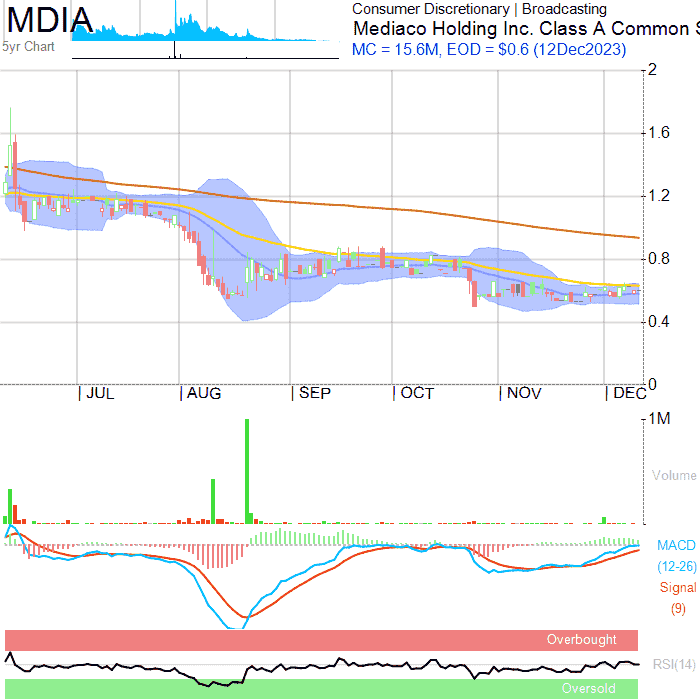 MDIA
5yr Chart
Consumer Discretionary | Broadcasting
Mediaco Holding Inc. Class A Common S
MC = 15.6M, EOD = $0.6 (12Dec2023)
2
1.6
1.2
0.8
0.4
0
| JUL | AUG | SEP | OCT | NOV | DEC
1M
Volume
MACD
(12-26)
Signal
(9)
Overbought
RSI(14)
Oversold